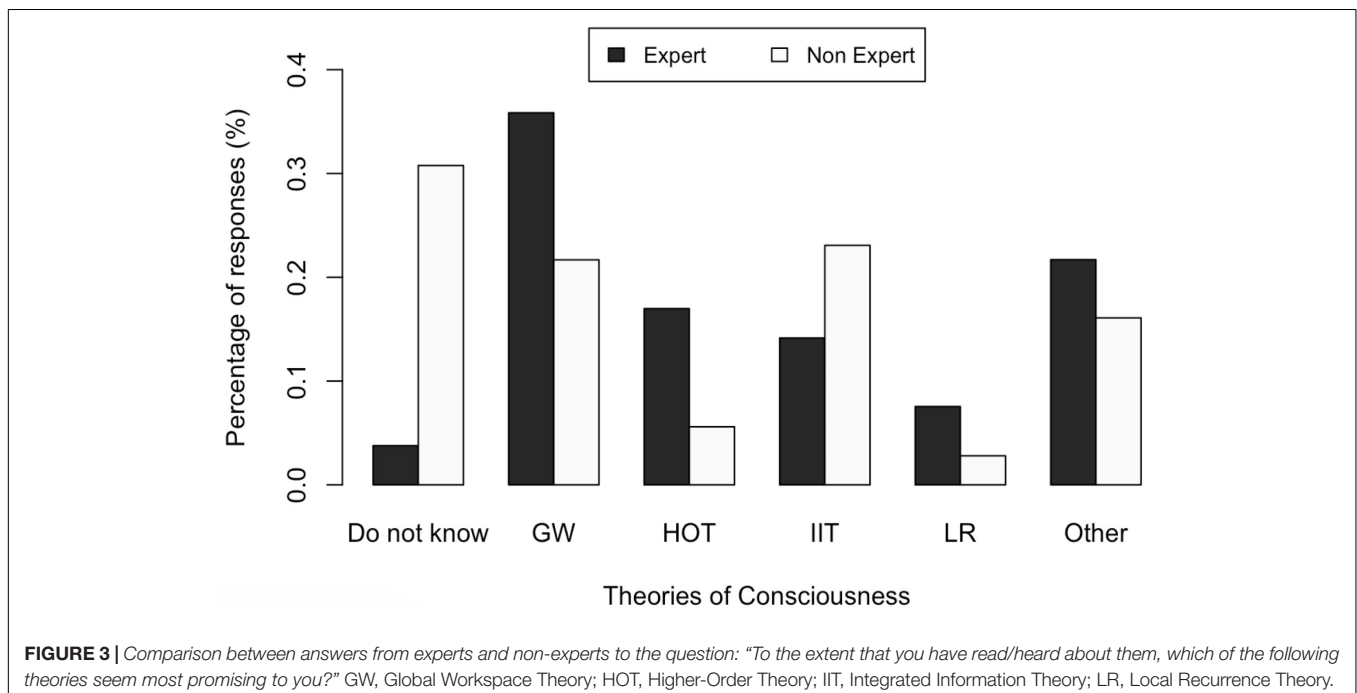 Expert Non Expert
Percentage of responses (%)
0.4
0.3
0.2
0.1
0.0
Do not know GW HOT IIT LR Other
Theories of Consciousness
FIGURE 3 | Comparison between answers from experts and non-experts to the question: “To the extent that you have read/heard about them, which of the following
theories seem most promising to you?” GW, Global Workspace Theory; HOT, Higher-Order Theory; IIT, Integrated Information Theory; LR, Local Recurrence Theory.